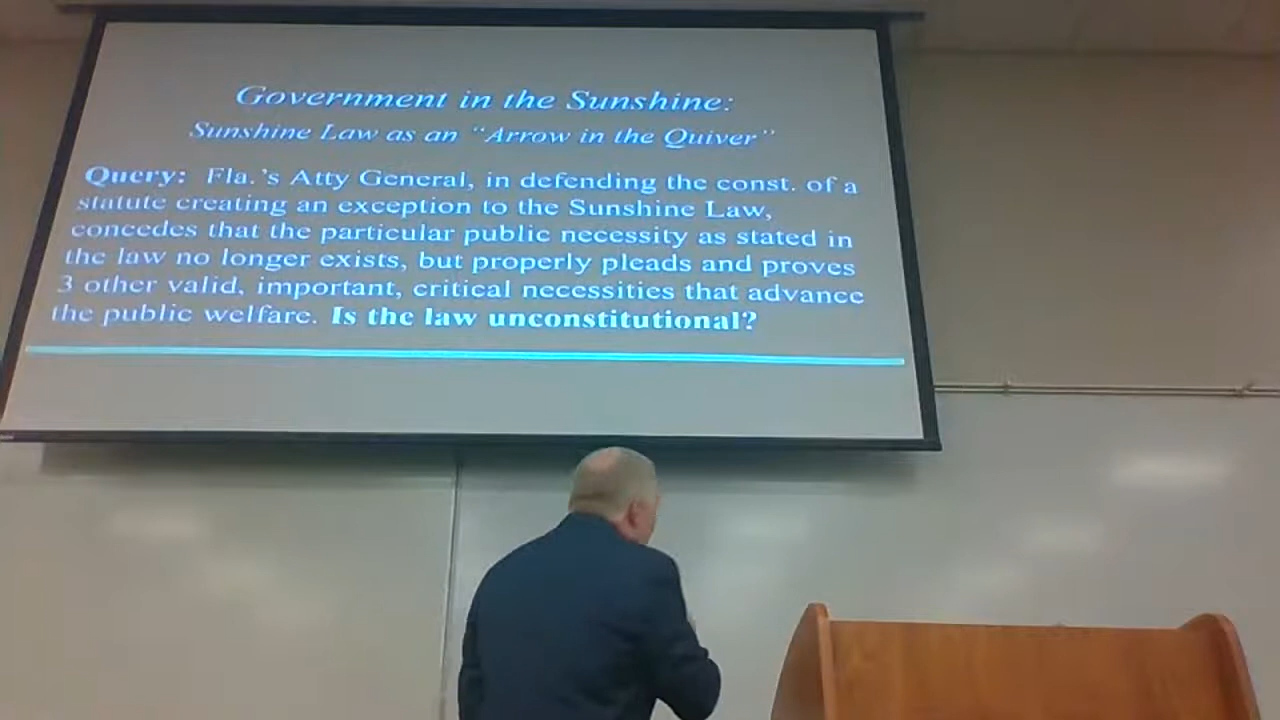 Government in the Sunshine:
Sunshine Law as an “Arrow in the Quiver”
Query: Fla.'s Atty General, in defending the const. of a
statute creating an exception to the Sunshine Law,
concedes that the particular public necessity as stated in
the law no longer exists, but properly pleads and proves
3 other valid, important, critical necessities that advance
the public welfare. Is the law unconstitutional?